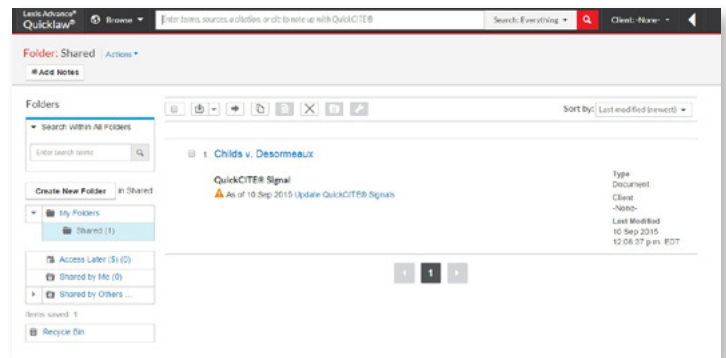 Lexis Advance®
Quicklaw®
Browse
Enter terms, sources, a citation, or cite to note up with QuickCITE®
Search: Everything
Client: -None-
Folder: Shared
Actions
Add Notes
Folders
Search Within All Folders
Enter search terms
Create New Folder in Shared
My Folders
Shared (1)
Access Later (5) (0)
Shared by Me (0)
Shared by Others ...
Items saved: 1
Recycle Bin
Sort by: Last modified (newest)
1. Childs v. Desormeaux
QuickCITE® Signal
As of 10 Sep 2015 Update QuickCITE® Signals
Type
Document
Client
-None-
Last Modified
10 Sep 2015
12:08:37 p.m. EDT
1